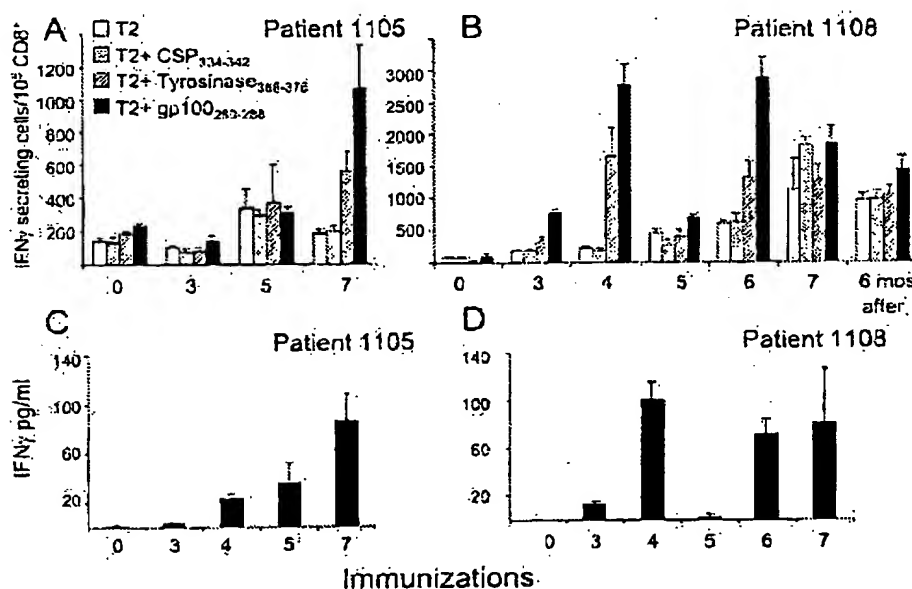 A
Patient 1105
T2
T2+ CSP334-342
T2+ Tyrosinase368-376
T2+ gp100280-288
IFNγ secreting cells/10⁵ CD8⁺
1200
1000
800
600
400
200
0 3 5 7
B
Patient 1108
3000
2500
2000
1500
1000
500
0 3 4 5 6 7 6 mos
after
C
Patient 1105
IFNγ pg/ml
140
100
60
20
0 3 4 5 7
D
Patient 1108
140
100
60
20
0 3 4 5 6 7
Immunizations